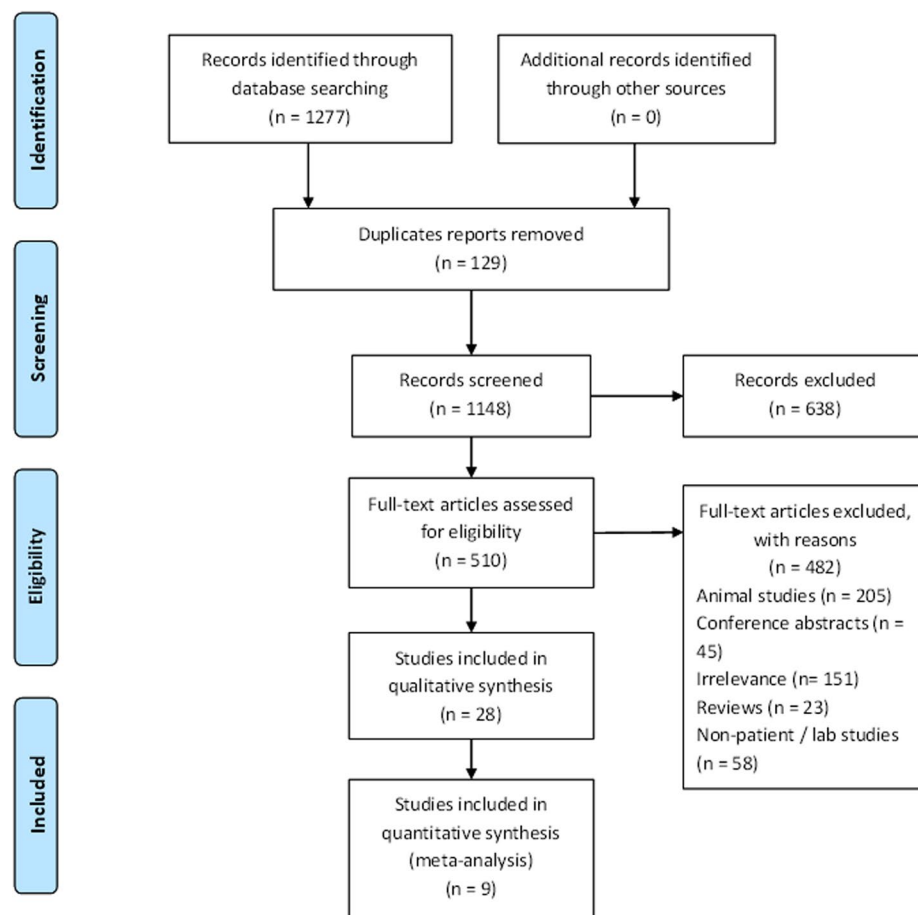 Identification
Records identified through
database searching
(n = 1277)
Additional records identified
through other sources
(n = 0)
Duplicates reports removed
(n = 129)
Screening
Records screened
(n = 1148)
Records excluded
(n = 638)
Eligibility
Full-text articles assessed
for eligibility
(n = 510)
Full-text articles excluded,
with reasons
(n = 482)
Animal studies (n = 205)
Conference abstracts (n =
45)
Irrelevance (n= 151)
Reviews (n = 23)
Non-patient / lab studies
(n = 58)
Studies included in
qualitative synthesis
(n = 28)
Included
Studies included in
quantitative synthesis
(meta-analysis)
(n = 9)